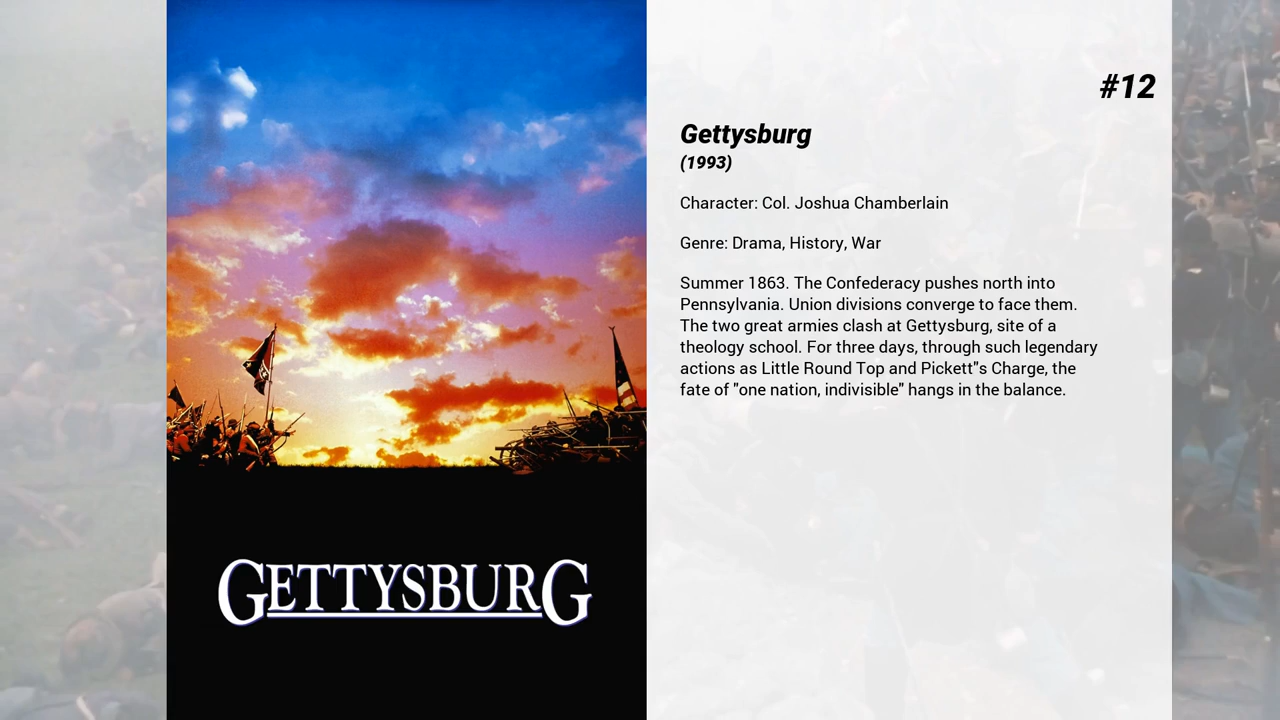 #12
Gettysburg
(1993)
Character: Col. Joshua Chamberlain
Genre: Drama, History, War
Summer 1863. The Confederacy pushes north into
Pennsylvania. Union divisions converge to face them.
The two great armies clash at Gettysburg, site of a
theology school. For three days, through such legendary
actions as Little Round Top and Pickett"s Charge, the
fate of "one nation, indivisible" hangs in the balance.
GETTYSBURG